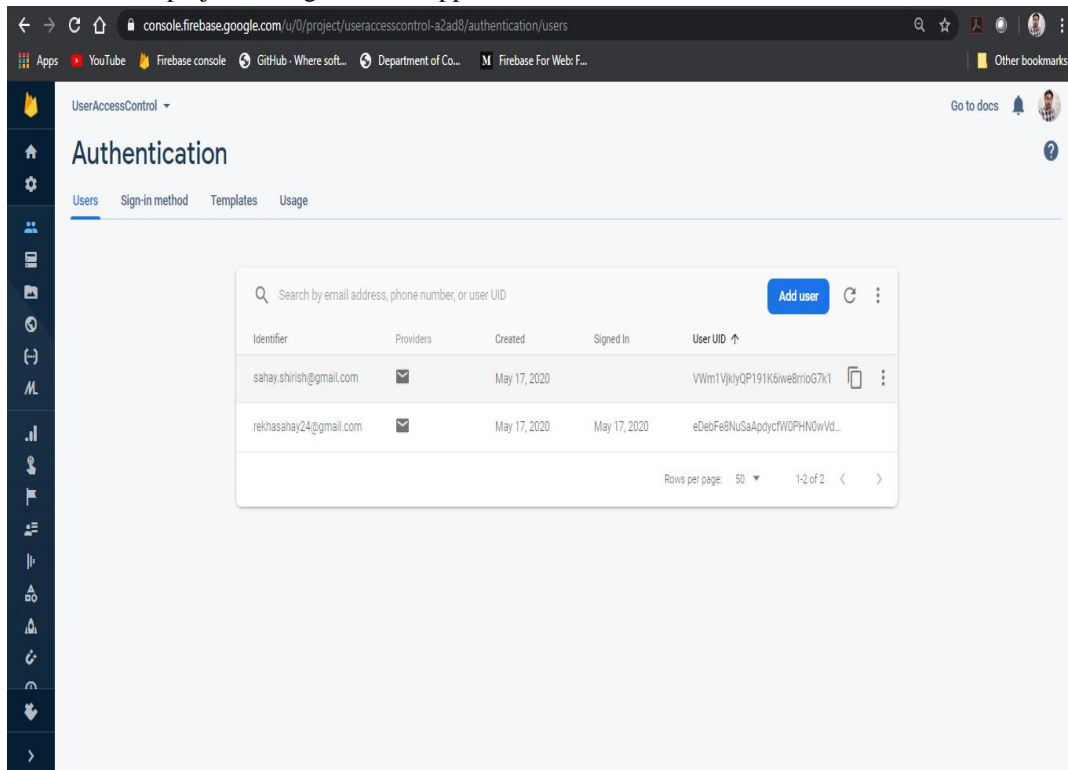 console.firebase.google.com/u/0/project/useraccesscontrol-a2ad8/authentication/users
Apps YouTube Firebase console GitHub · Where soft... Department of Co... M Firebase For Web: F... Other bookmarks
UserAccessControl Go to docs
Authentication
Users Sign-in method Templates Usage
Search by email address, phone number, or user UID Add user
Identifier Providers Created Signed In User UID
sahay.shirish@gmail.com May 17, 2020 VWm1VjkIyQP191K6iwe8rrioG7k1
rekhasahay24@gmail.com May 17, 2020 May 17, 2020 eDebFe8NuSaApdycfW0PHN0wVd...
Rows per page: 50 1-2 of 2